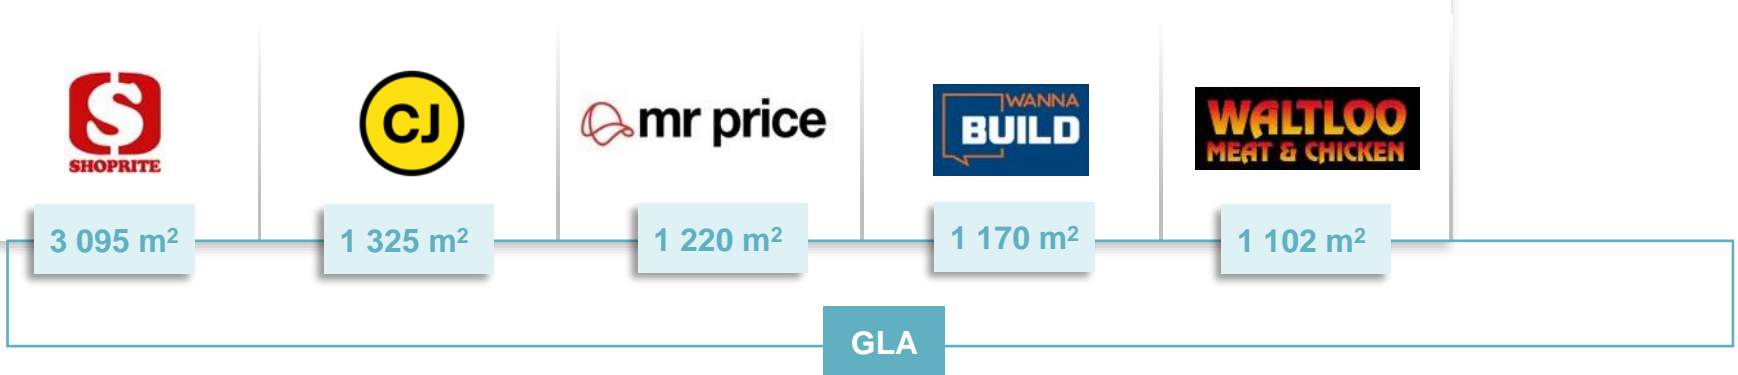 S
SHOPRITE
CJ
mr price
WANNA
BUILD
WALTLOO
MEAT & CHICKEN
3 095 m²
1 325 m²
1 220 m²
1 170 m²
1 102 m²
GLA